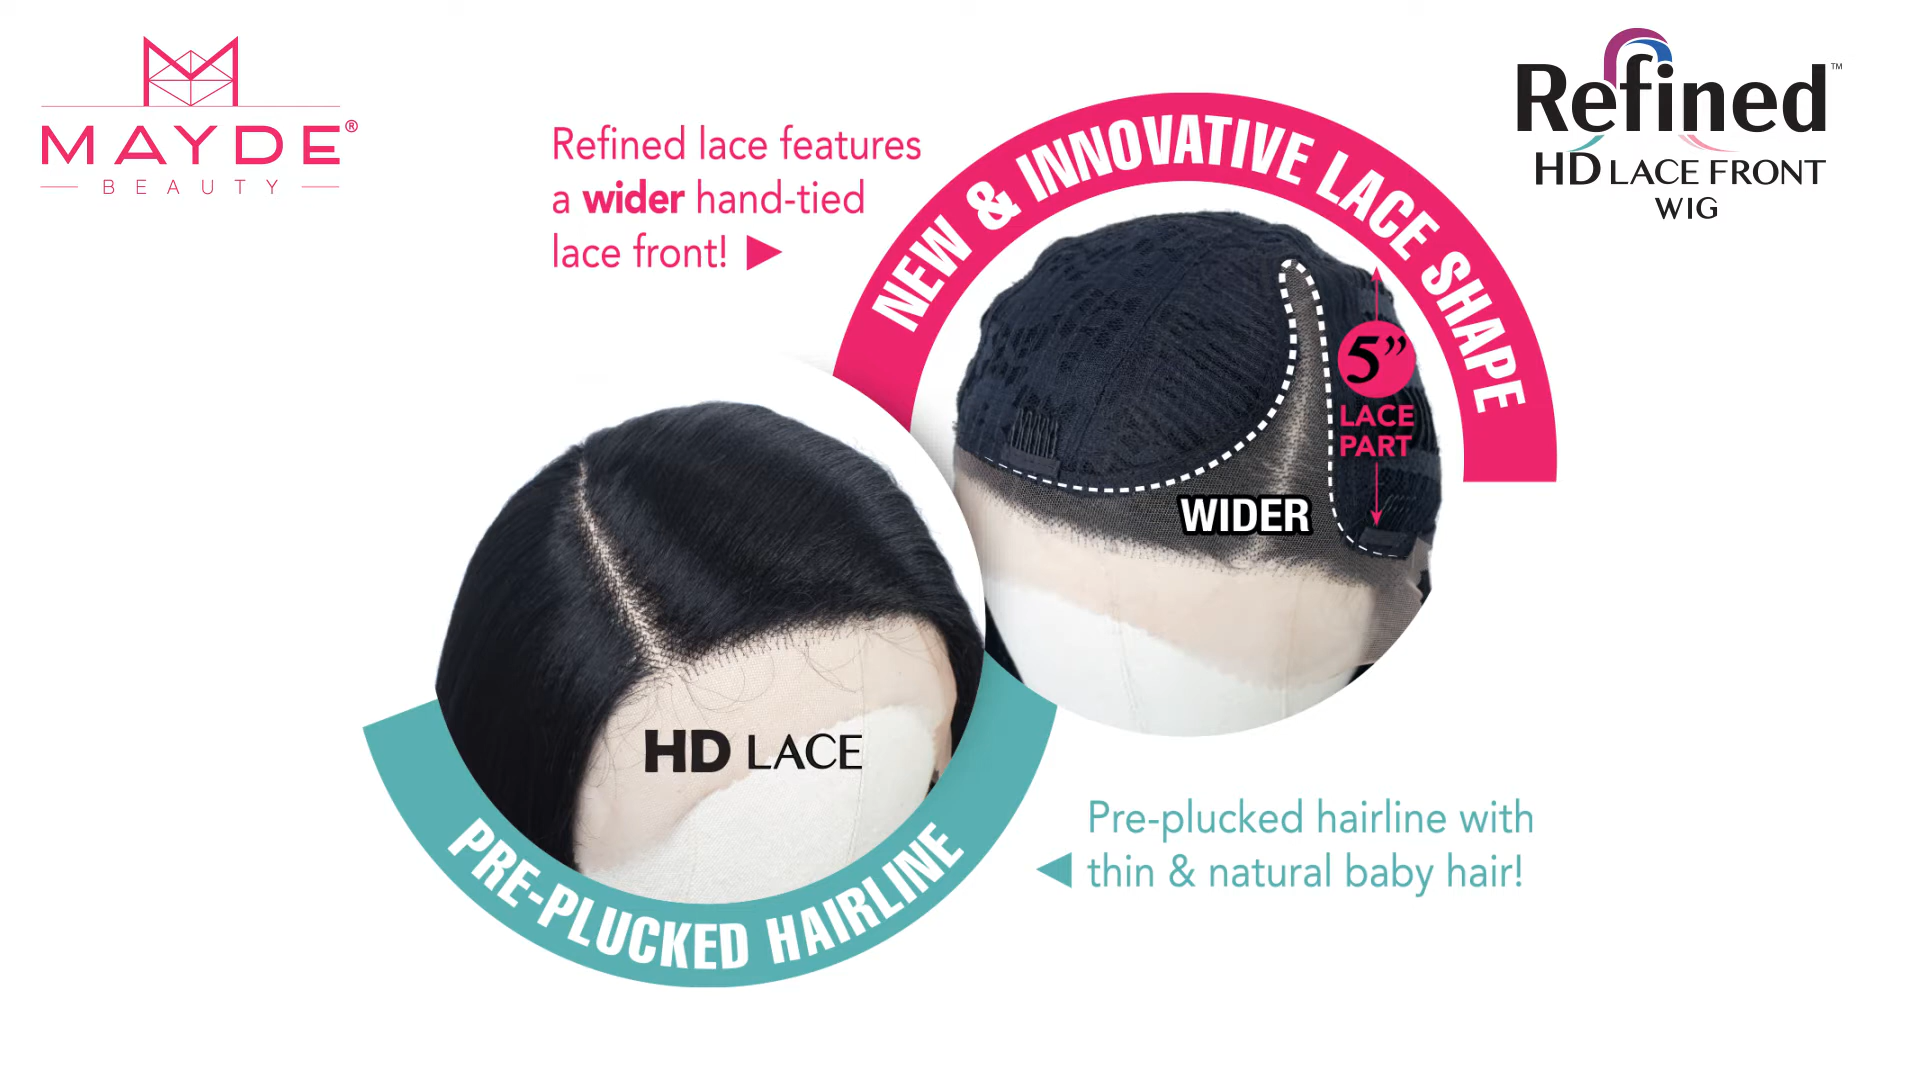 MAYDE®
BEAUTY
Refined™
HD LACE FRONT
WIG
Refined lace features
a wider hand-tied
lace front!
NEW & INNOVATIVE LACE SHAPE
5”
LACE
PART
WIDER
HD LACE
PRE-PLUCKED HAIRLINE
Pre-plucked hairline with
thin & natural baby hair!